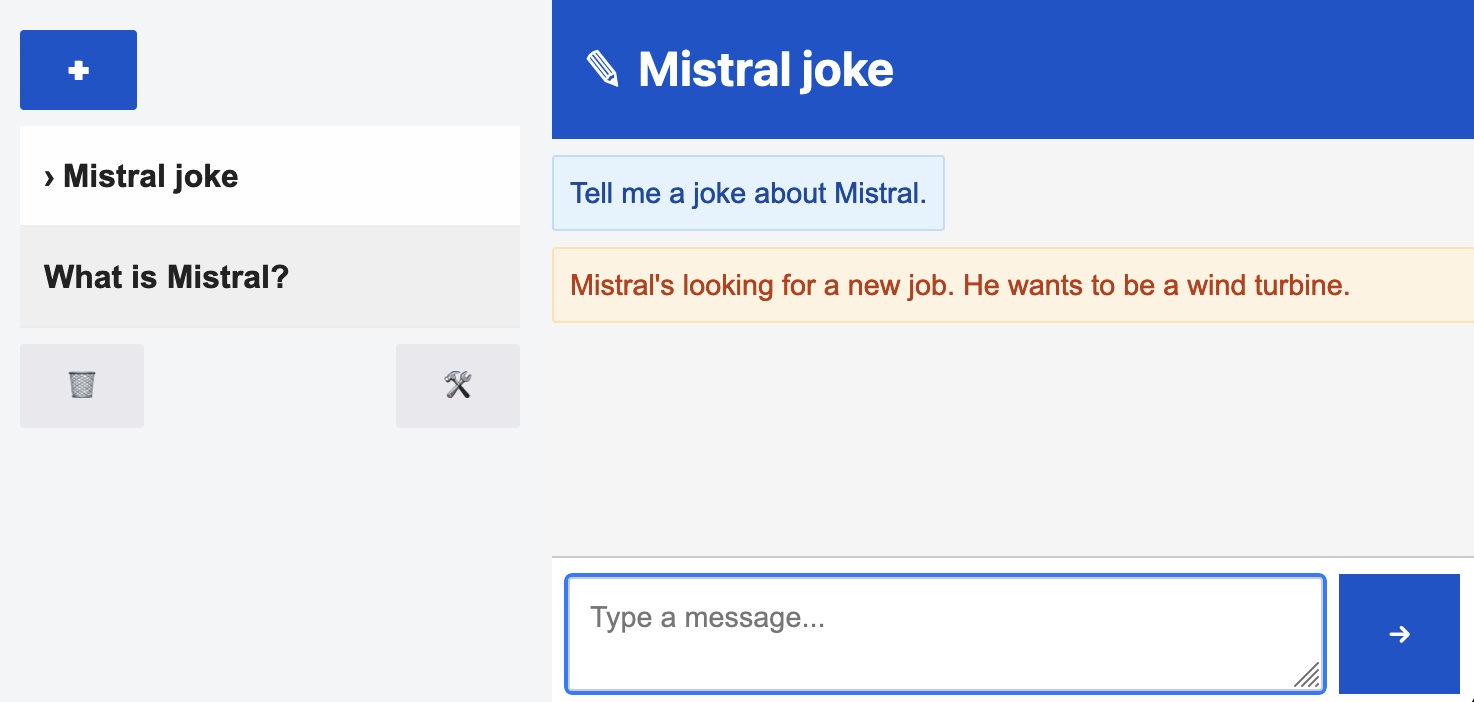 +
› Mistral joke
What is Mistral?
✎ Mistral joke
Tell me a joke about Mistral.
Mistral's looking for a new job. He wants to be a wind turbine.
Type a message...
→